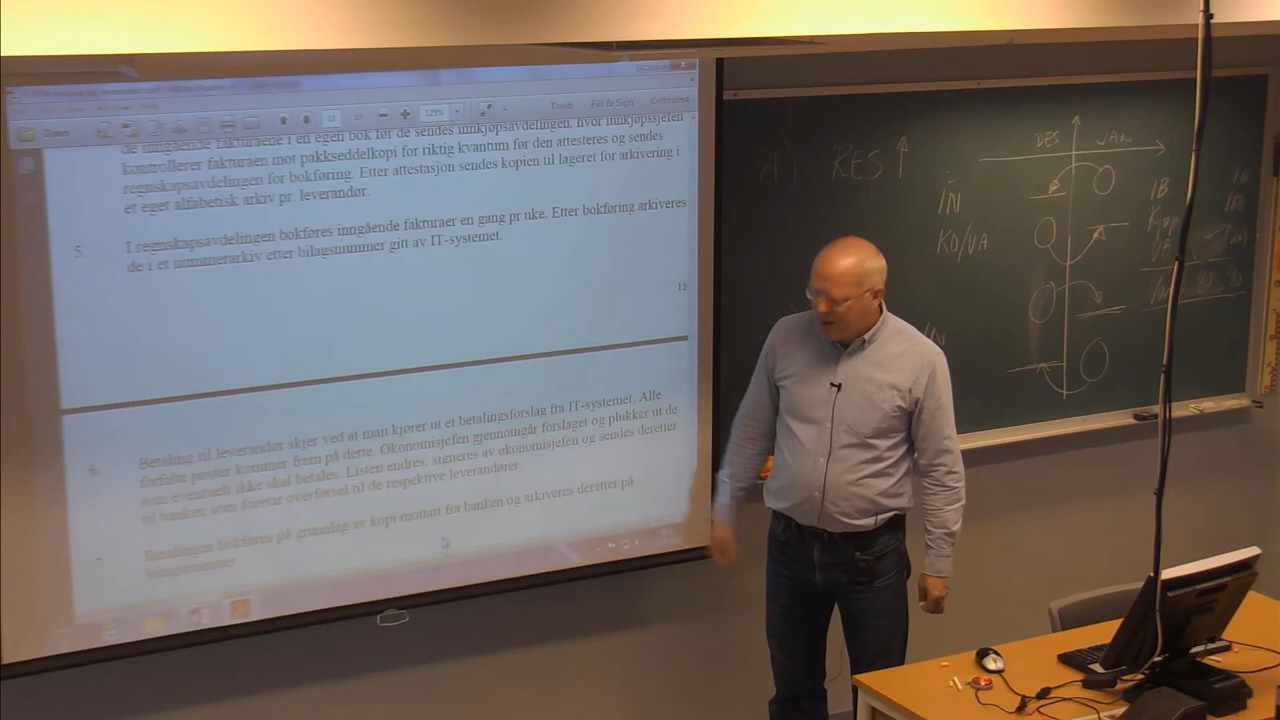 Open
18
125%
Tools
Fill & Sign
Comment
de inngående fakturaene i en egen bok før de sendes innkjøpsavdelingen, hvor innkjøpssjefen
kontrollerer fakturaen mot pakkseddelkopi for riktig kvantum før den attesteres og sendes
regnskapsavdelingen for bokføring. Etter attestasjon sendes kopien til lageret for arkivering i
et eget alfabetisk arkiv pr. leverandør.
5. I regnskapsavdelingen bokføres inngående fakturaer en gang pr uke. Etter bokføring arkiveres
de i et nummerarkiv etter bilagsnummer gitt av IT-systemet.
18
6. Betaling til leverandør skjer ved at man kjører ut et betalingsforslag fra IT-systemet. Alle
forfalte poster kommer frem på dette. Økonomisjefen gjennomgår forslaget og plukker ut de
som eventuelt ikke skal betales. Listen endres, signeres av økonomisjefen og sendes deretter
til banken som foretar overførsel til de respektive leverandører
Betalingen bokføres på grunnlag av kopi mottatt fra banken og arkiveres deretter på
bilagsnummer
A) RES ↑
DES JAN
IN
KO/VA
IB
IN